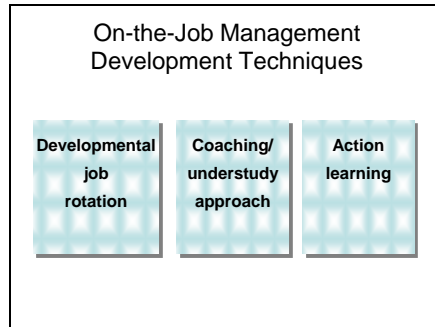 On-the-Job Management
Development Techniques
Developmental
job
rotation
Coaching/
understudy
approach
Action
learning